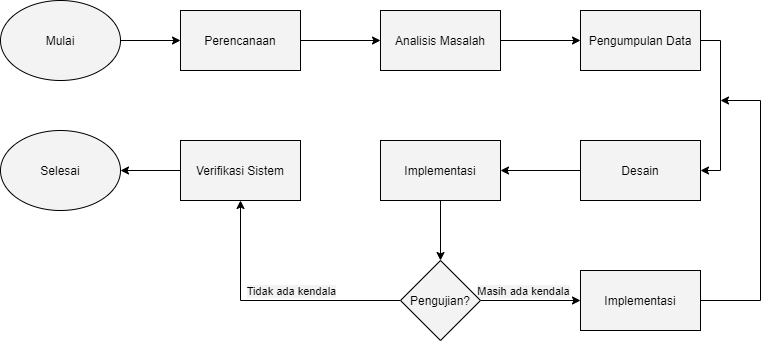 Mulai
Perencanaan
Analisis Masalah
Pengumpulan Data
Selesai
Verifikasi Sistem
Implementasi
Desain
Tidak ada kendala
Pengujian?
Masih ada kendala
Implementasi